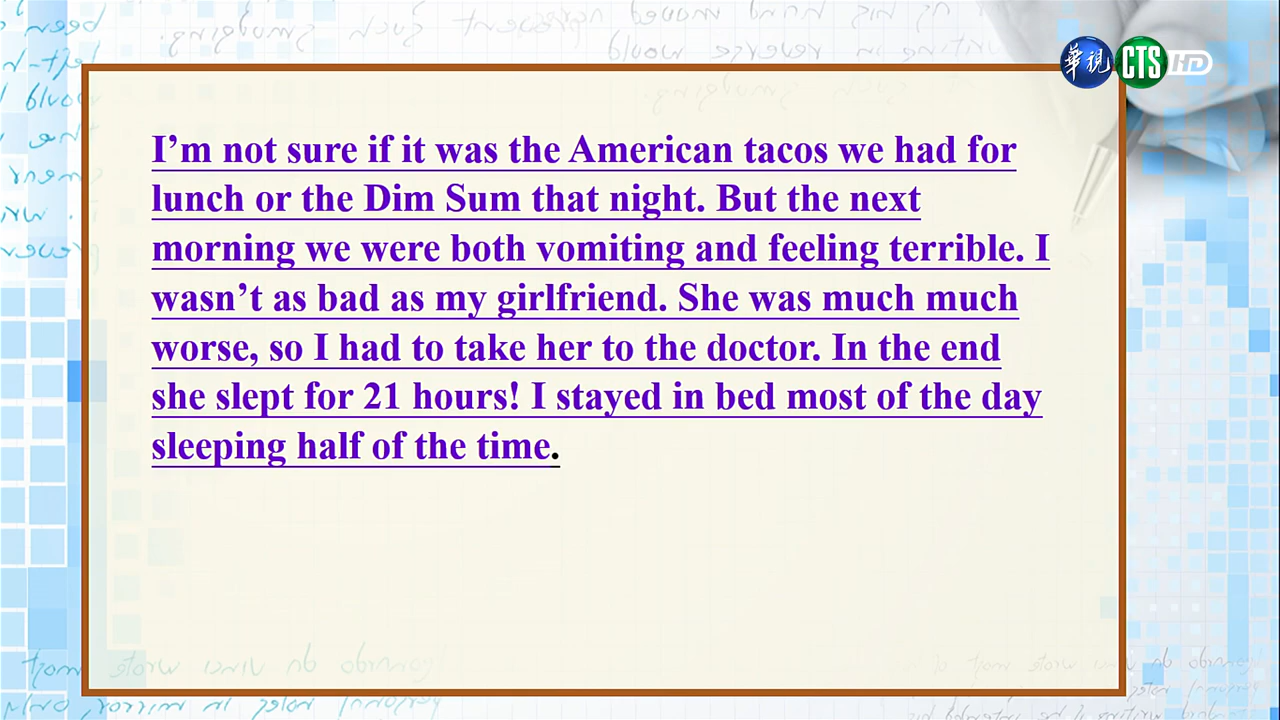 華視 CTS HD
I'm not sure if it was the American tacos we had for
lunch or the Dim Sum that night. But the next
morning we were both vomiting and feeling terrible. I
wasn't as bad as my girlfriend. She was much much
worse, so I had to take her to the doctor. In the end
she slept for 21 hours! I stayed in bed most of the day
sleeping half of the time.